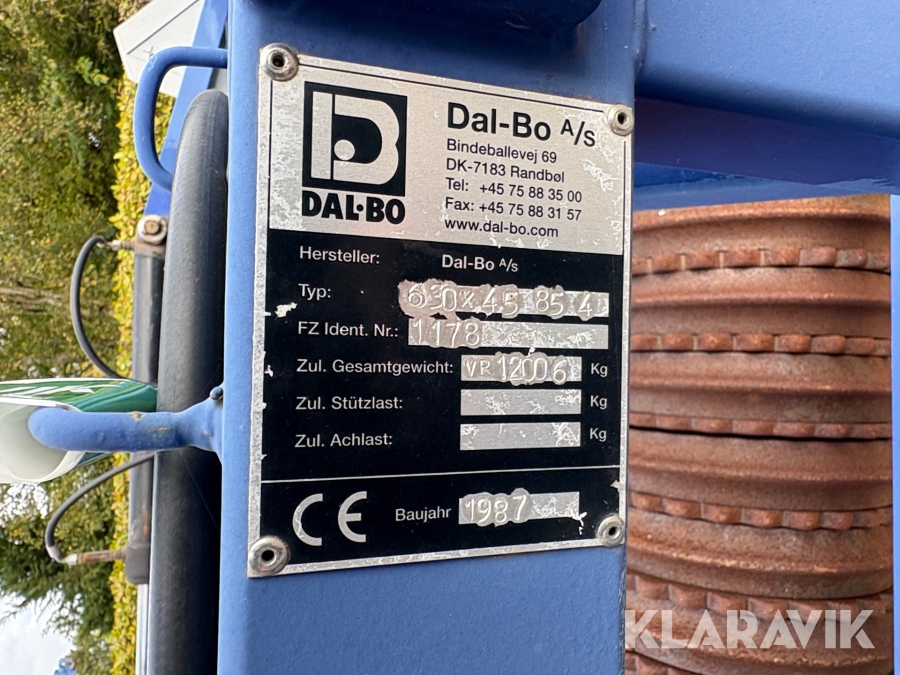 Dal-Bo A/s
Bindeballevej 69
DK-7183 Randbøl
Tel: +45 75 88 35 00
Fax: +45 75 88 31 57
www.dal-bo.com
DAL·BO
Hersteller: Dal-Bo A/s
Typ: 630x45 85 4
FZ Ident. Nr.: 1178
Zul. Gesamtgewicht: VR 12006 Kg
Zul. Stützlast: Kg
Zul. Achlast: Kg
CE Baujahr 1987
KLARAVIK